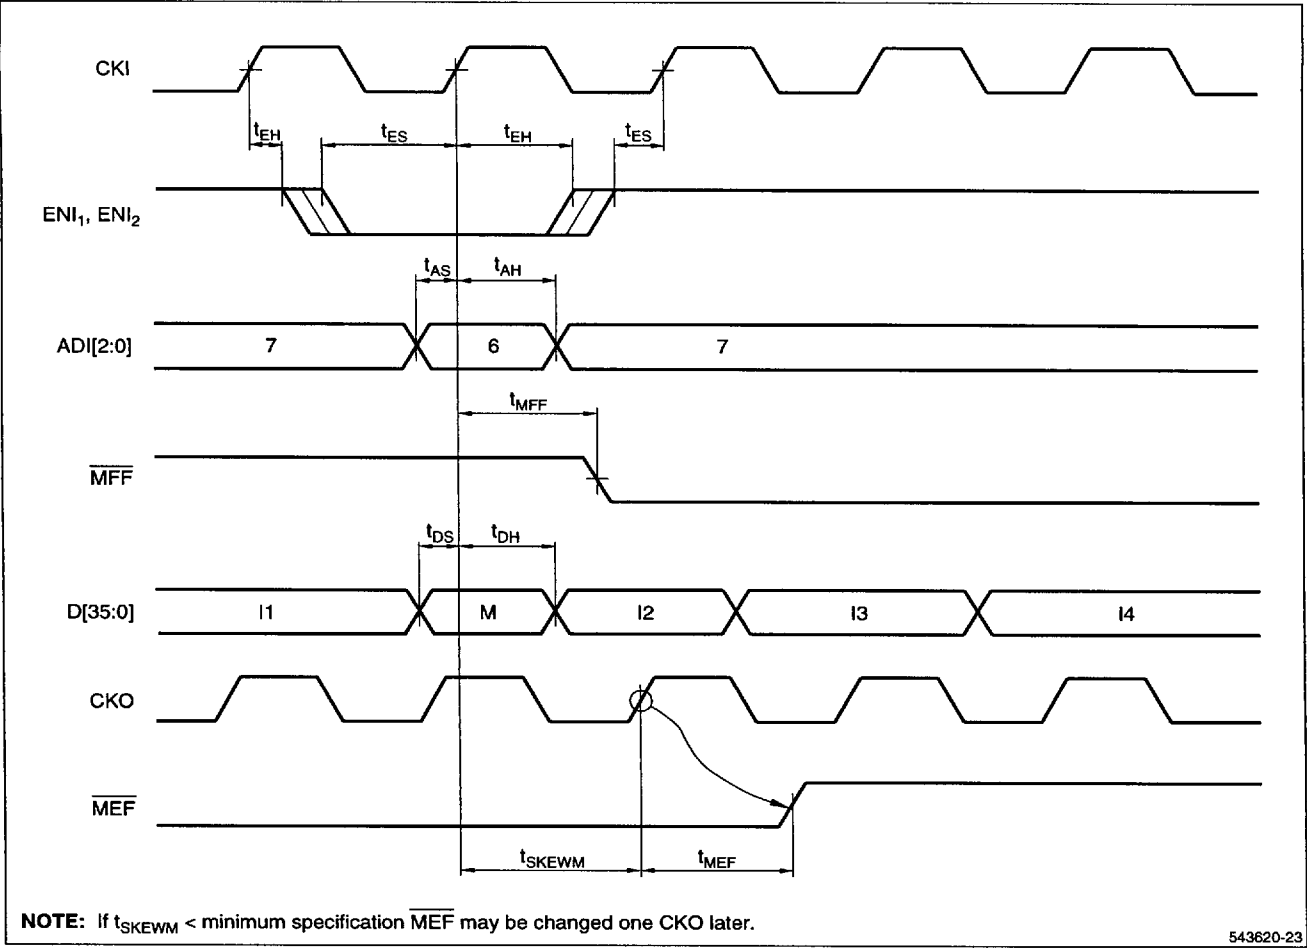 CKI
tEH tES tEH tES
ENI1, ENI2
tAS tAH
ADI[2:0] 7 6 7
tMFF
MFF
tDS tDH
D[35:0] I1 M I2 I3 I4
CKO
MEF
tSKEWM tMEF
NOTE: If tSKEWM < minimum specification MEF may be changed one CKO later.
543620-23